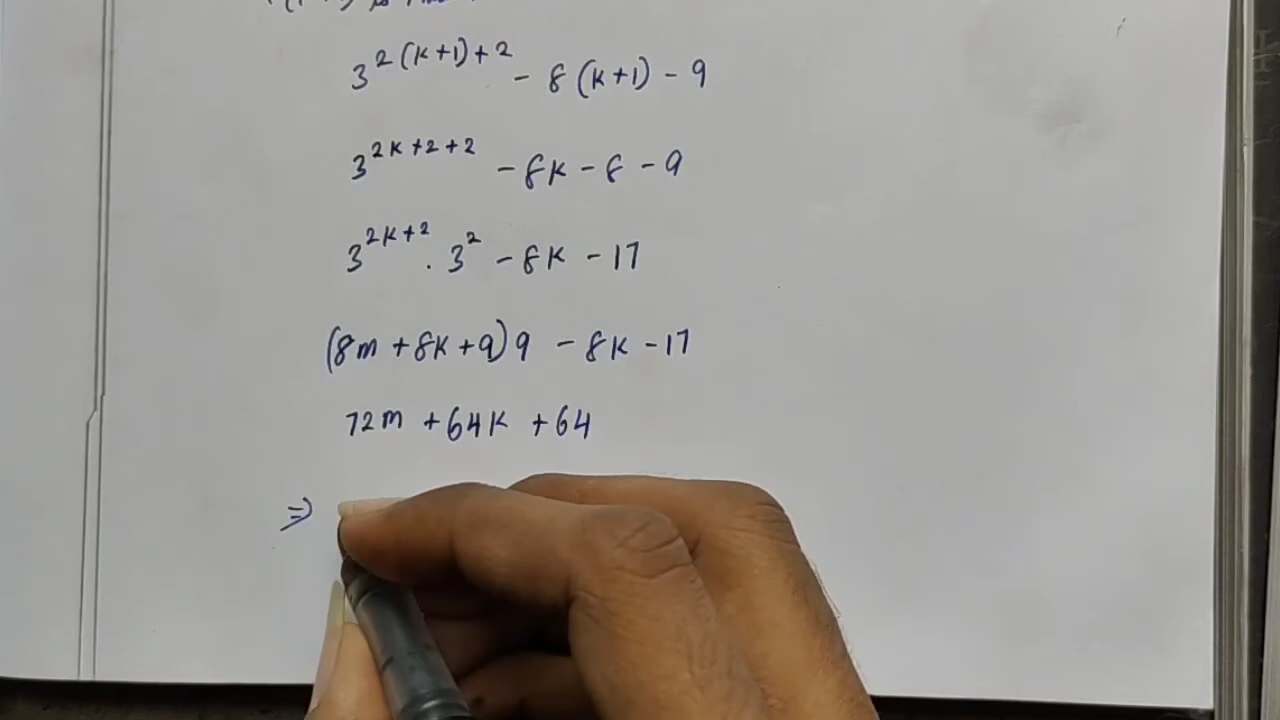 3^{2(k+1)+2} - 8(k+1) - 9
3^{2k+2+2} - 8k - 8 - 9
3^{2k+2} . 3^2 - 8k - 17
(8m + 8k + 9) 9 - 8k - 17
72m + 64k + 64
⇒